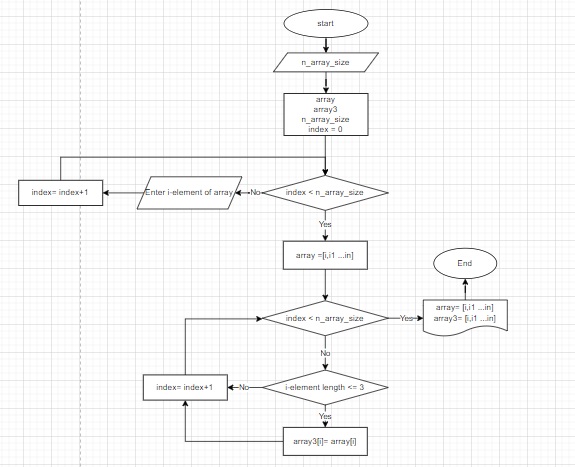 start
n_array_size
array
array3
n_array_size
index = 0
index= index+1
Enter i-element of array
No
index < n_array_size
Yes
array =[i,i1 ...in]
End
index < n_array_size
Yes
array= [i,i1 ...in]
array3= [i,i1 ...in]
No
index= index+1
No
i-element length <= 3
Yes
array3[i]= array[i]